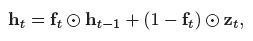 h_t = f_t ⊙ h_{t−1} + (1 − f_t) ⊙ z_t,